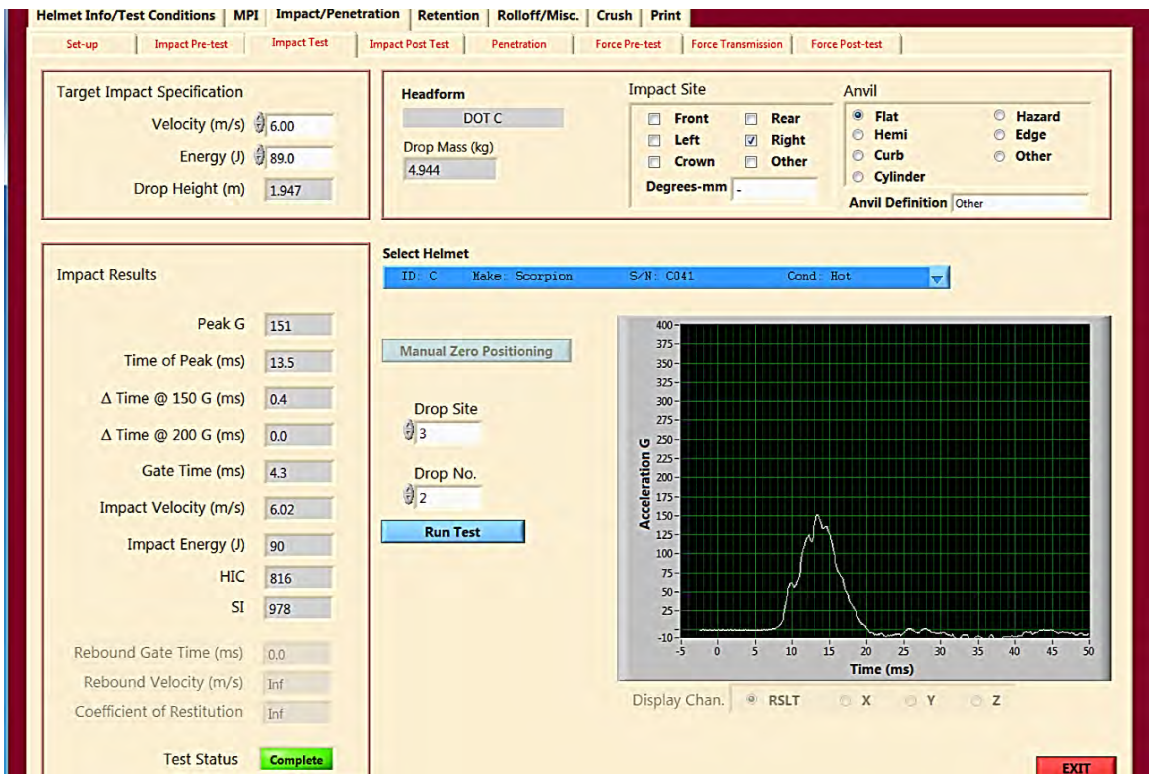 Helmet Info/Test Conditions MPI Impact/Penetration Retention Rolloff/Misc. Crush Print
Set-up Impact Pre-test Impact Test Impact Post Test Penetration Force Pre-test Force Transmission Force Post-test
Target Impact Specification
Velocity (m/s) 6.00
Energy (J) 89.0
Drop Height (m) 1.947
Headform
DOT C
Drop Mass (kg)
4.944
Impact Site
Front Rear
Left Right
Crown Other
Degrees-mm -
Anvil
Flat Hazard
Hemi Edge
Curb Other
Cylinder
Anvil Definition Other
Select Helmet
ID: C Make: Scorpion S/N: C041 Cond: Hot
Impact Results
Peak G 151
Time of Peak (ms) 13.5
Δ Time @ 150 G (ms) 0.4
Δ Time @ 200 G (ms) 0.0
Gate Time (ms) 4.3
Impact Velocity (m/s) 6.02
Impact Energy (J) 90
HIC 816
SI 978
Rebound Gate Time (ms) 0.0
Rebound Velocity (m/s) Inf
Coefficient of Restitution Inf
Test Status Complete
Manual Zero Positioning
Drop Site
3
Drop No.
2
Run Test
Acceleration G
400-
375-
350-
325-
300-
275-
250-
225-
200-
175-
150-
125-
100-
75-
50-
25-
-
-10-
-5 0 5 10 15 20 25 30 35 40 45 50
Time (ms)
Display Chan. RSLT X Y Z
EXIT